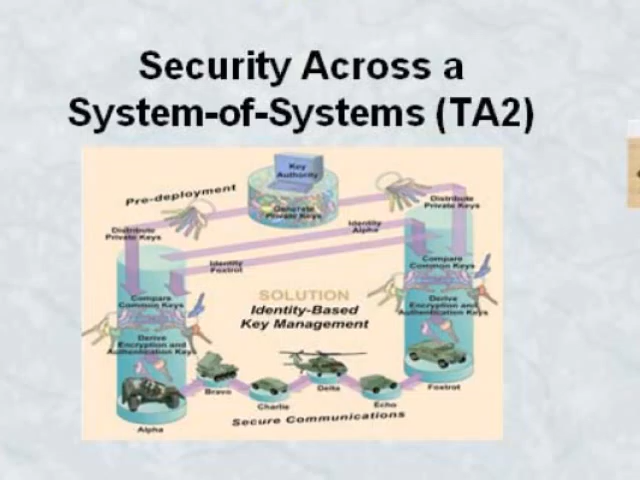 Security Across a
System-of-Systems (TA2)
Key
Authority
Pre-deployment
Generate
Private Keys
Distribute
Private Keys
Distribute
Private Keys
Identity
Alpha
Identity
Foxtrot
Compare
Common Keys
Compare
Common Keys
SOLUTION
Identity-Based
Key Management
Derive
Encryption and
Authentication Keys
Derive
Encryption and
Authentication Keys
Bravo
Charlie
Delta
Echo
Foxtrot
Alpha
Secure Communications